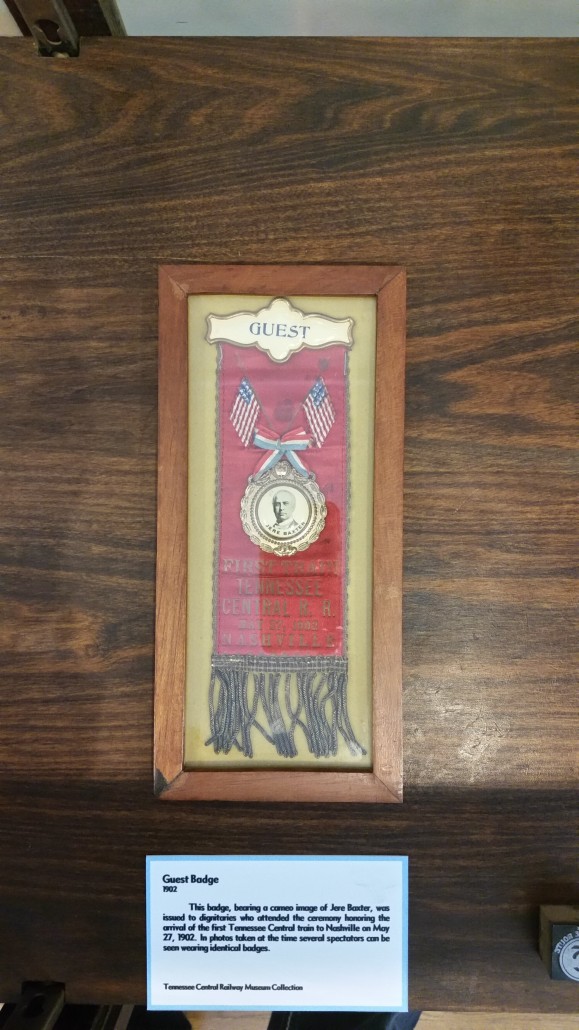 GUEST
JERE BAXTER
FIRST TRAIN
TENNESSEE
CENTRAL R. R.
MAY 27, 1902
NASHVILLE
Guest Badge
1902
This badge, bearing a cameo image of Jere Baxter, was
issued to dignitaries who attended the ceremony honoring the
arrival of the first Tennessee Central train to Nashville on May
27, 1902. In photos taken at the time several spectators can be
seen wearing identical badges.
Tennessee Central Railway Museum Collection